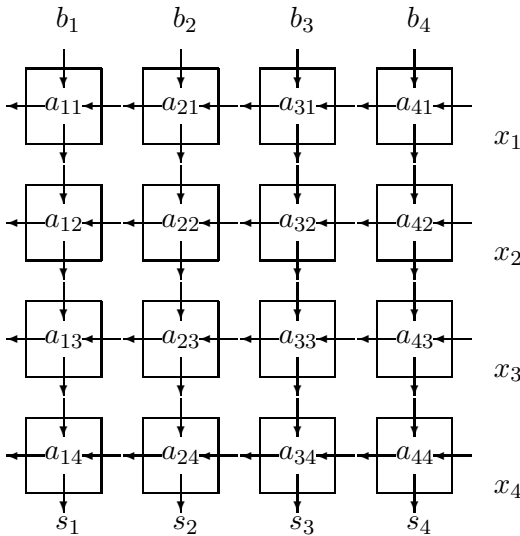 b₁ b₂ b₃ b₄
a₁₁ a₂₁ a₃₁ a₄₁
x₁
a₁₂ a₂₂ a₃₂ a₄₂
x₂
a₁₃ a₂₃ a₃₃ a₄₃
x₃
a₁₄ a₂₄ a₃₄ a₄₄
x₄
s₁ s₂ s₃ s₄